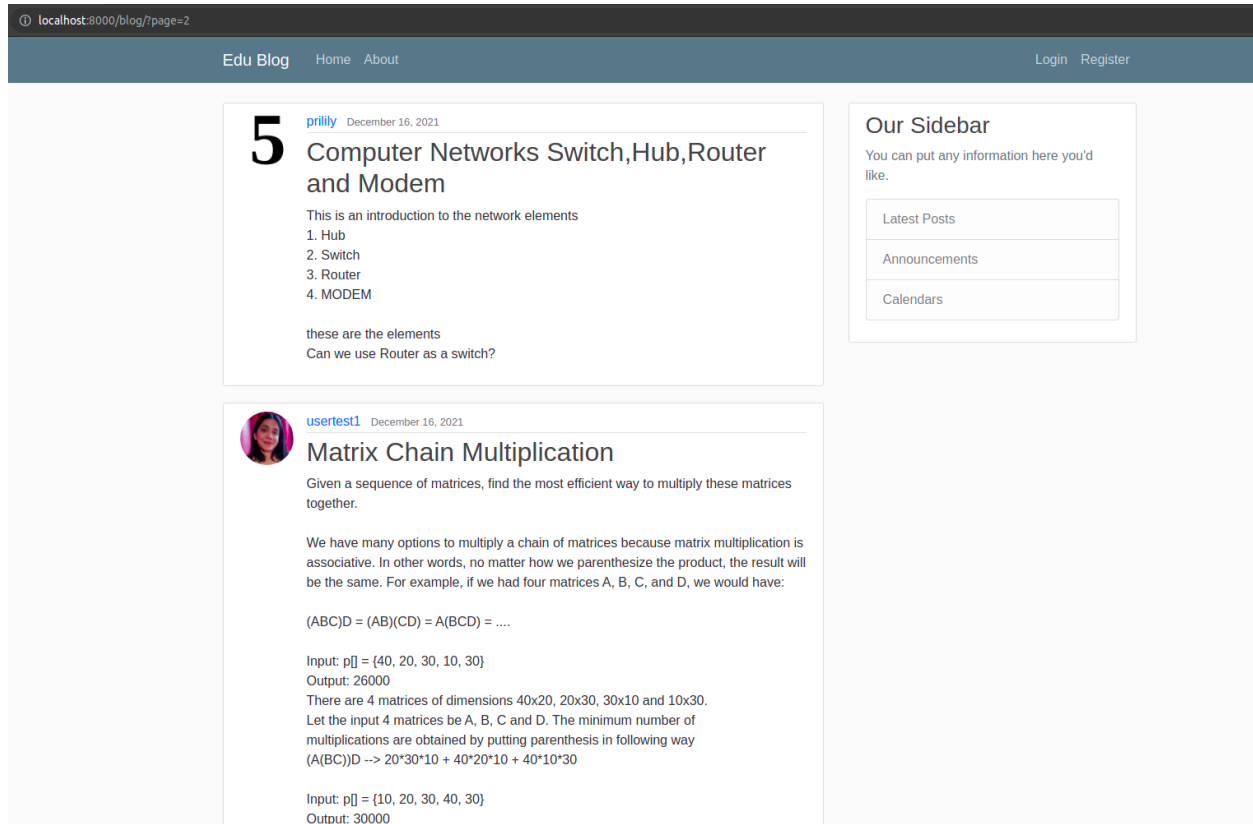 localhost:8000/blog/?page=2
Edu Blog Home About Login Register
5
prilily December 16, 2021
Computer Networks Switch,Hub,Router
and Modem
This is an introduction to the network elements
1. Hub
2. Switch
3. Router
4. MODEM
these are the elements
Can we use Router as a switch?
usertest1 December 16, 2021
Matrix Chain Multiplication
Given a sequence of matrices, find the most efficient way to multiply these matrices
together.
We have many options to multiply a chain of matrices because matrix multiplication is
associative. In other words, no matter how we parenthesize the product, the result will
be the same. For example, if we had four matrices A, B, C, and D, we would have:
(ABC)D = (AB)(CD) = A(BCD) = ....
Input: p[] = {40, 20, 30, 10, 30}
Output: 26000
There are 4 matrices of dimensions 40x20, 20x30, 30x10 and 10x30.
Let the input 4 matrices be A, B, C and D. The minimum number of
multiplications are obtained by putting parenthesis in following way
(A(BC))D --> 20*30*10 + 40*20*10 + 40*10*30
Input: p[] = {10, 20, 30, 40, 30}
Output: 30000
Our Sidebar
You can put any information here you'd
like.
Latest Posts
Announcements
Calendars